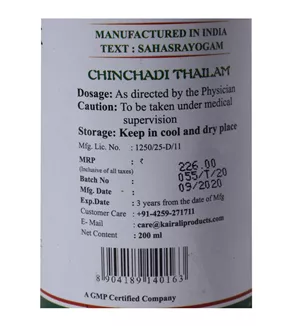 MANUFACTURED IN INDIA
TEXT : SAHASRAYOGAM
CHINCHADI THAILAM
Dosage: As directed by the Physician
Caution: To be taken under medical
supervision
Storage: Keep in cool and dry place
Mfg. Lic. No. : 1250/25-D/11
MRP : ₹ 226.00
(Inclusive of all taxes)
Batch No : 055/T/20
Mfg. Date : 09/2020
Exp.Date : 3 years from the date of Mfg
Customer Care : +91-4259-271711
E- Mail : care@kairaliproducts.com
Net Content : 200 ml
8 904189 140163
A GMP Certified Company